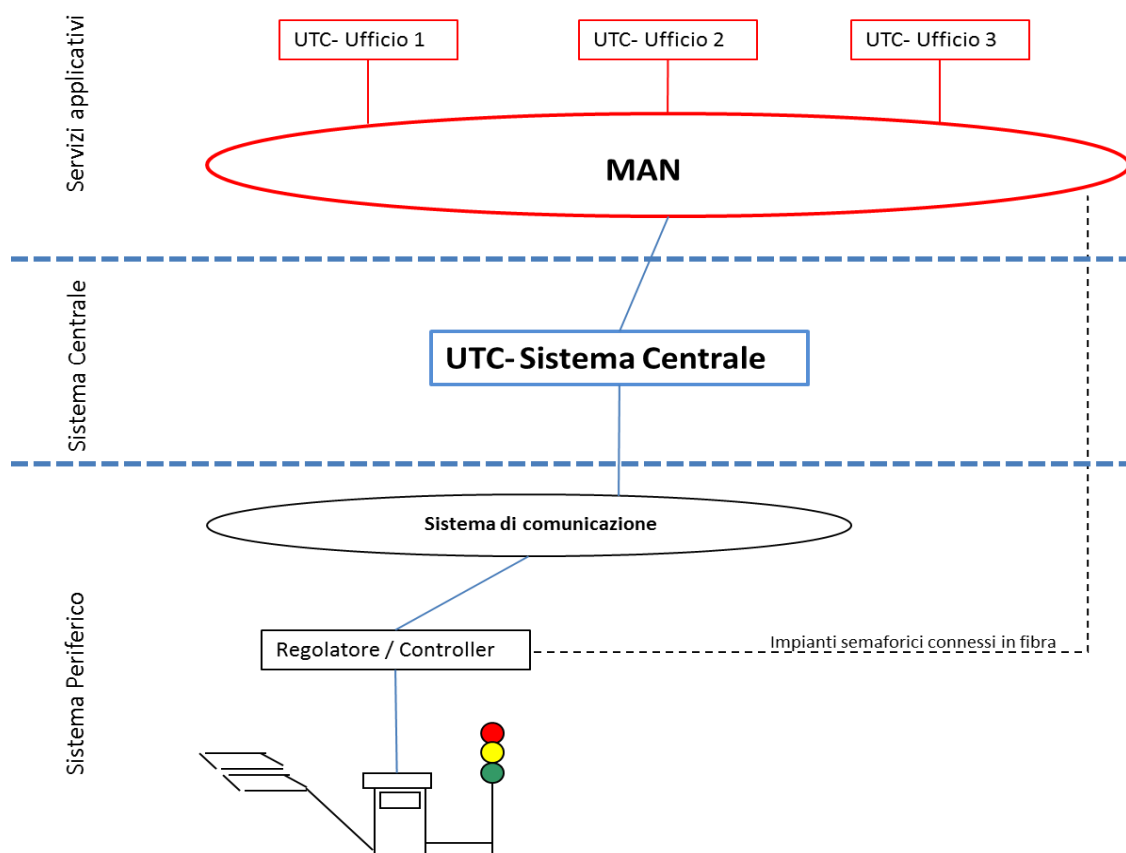 Servizi applicativi
UTC- Ufficio 1
UTC- Ufficio 2
UTC- Ufficio 3
MAN
Sistema Centrale
UTC- Sistema Centrale
Sistema Periferico
Sistema di comunicazione
Regolatore / Controller
Impianti semaforici connessi in fibra